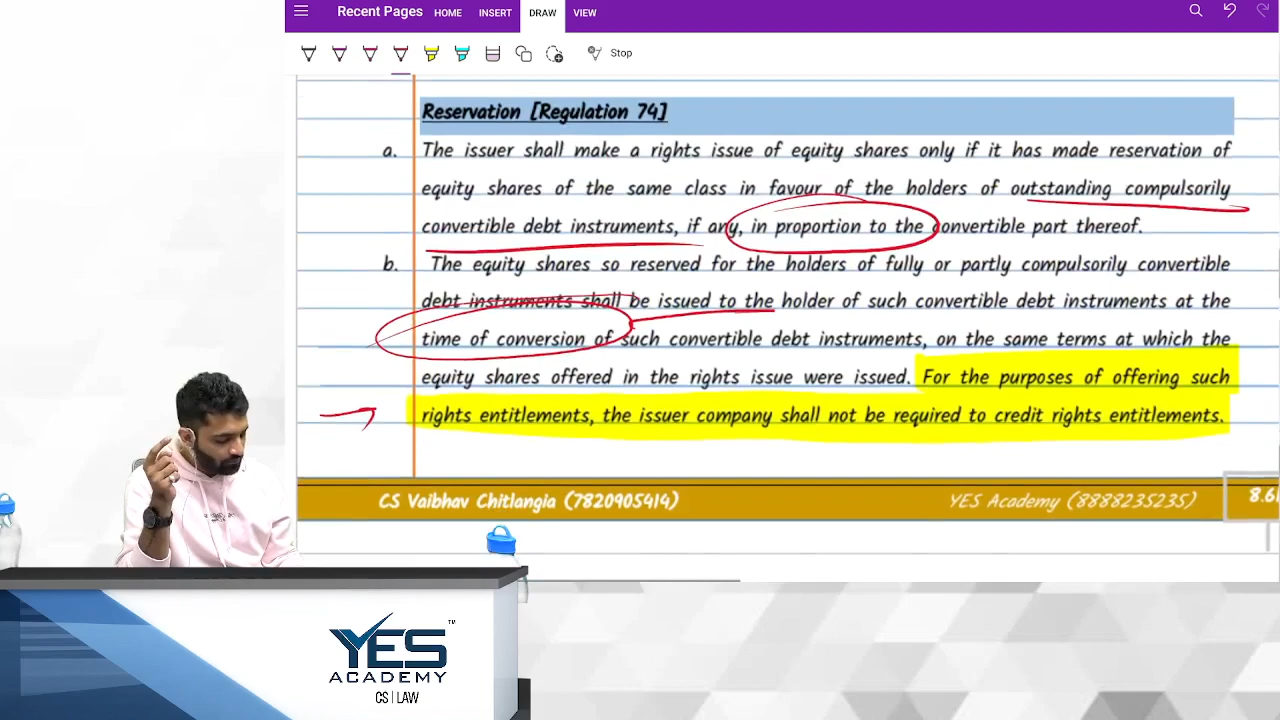 Recent Pages HOME INSERT DRAW VIEW
Stop
Reservation [Regulation 74]
a. The issuer shall make a rights issue of equity shares only if it has made reservation of
equity shares of the same class in favour of the holders of outstanding compulsorily
convertible debt instruments, if any, in proportion to the convertible part thereof.
b. The equity shares so reserved for the holders of fully or partly compulsorily convertible
debt instruments shall be issued to the holder of such convertible debt instruments at the
time of conversion of such convertible debt instruments, on the same terms at which the
equity shares offered in the rights issue were issued. For the purposes of offering such
rights entitlements, the issuer company shall not be required to credit rights entitlements.
CS Vaibhav Chitlangia (7820905414) YES Academy (8888235235)
YES
ACADEMY
CS | LAW
TM